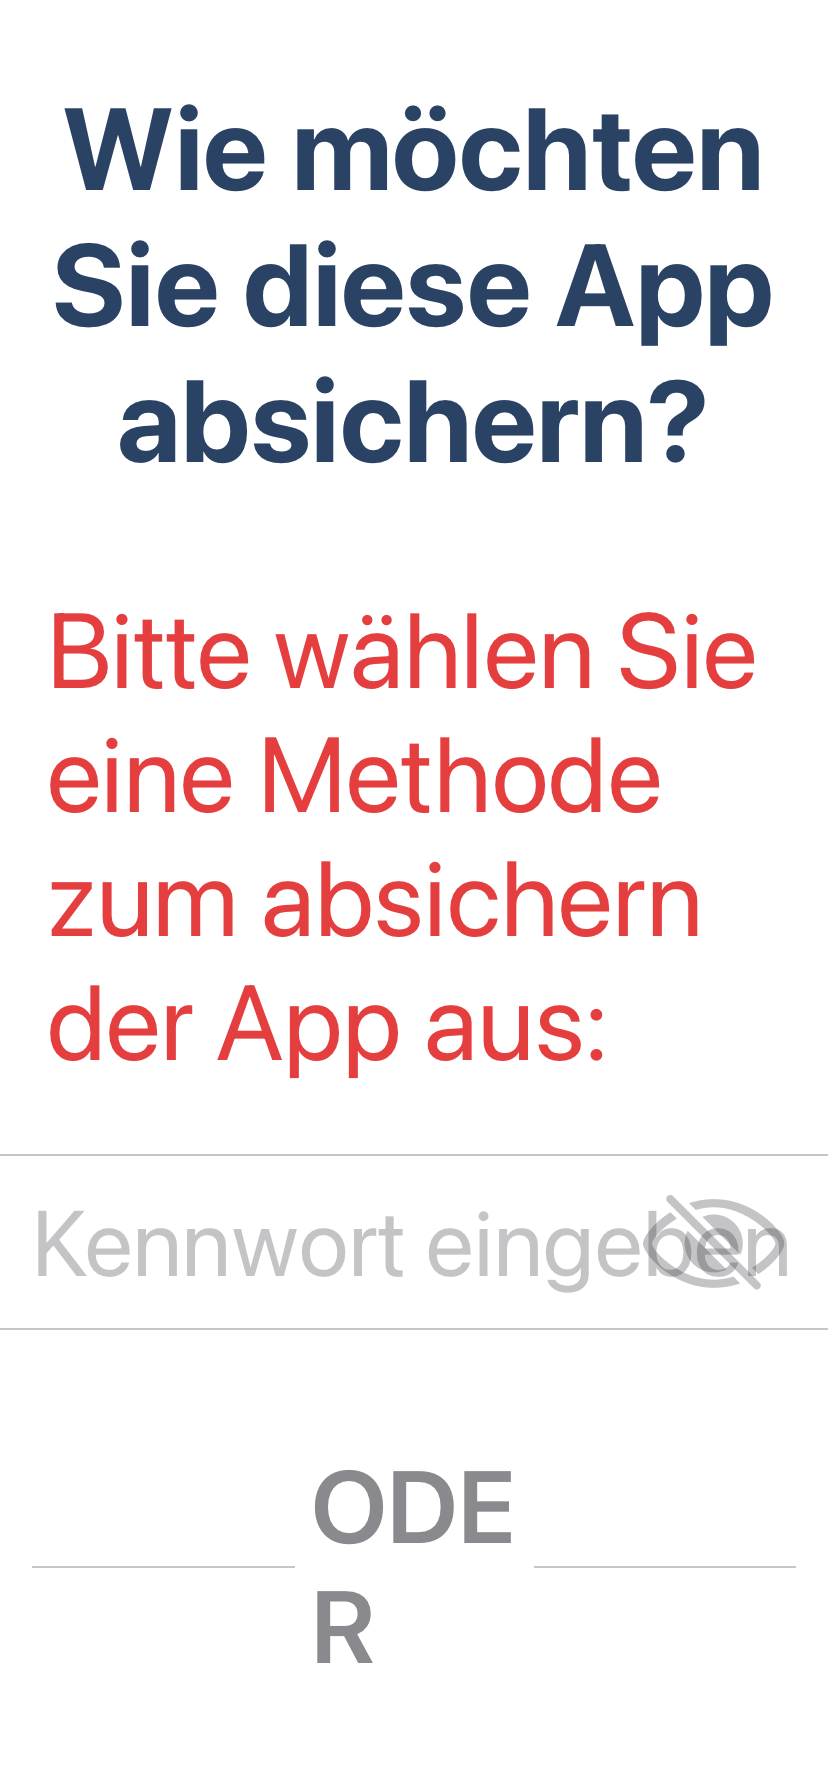 Wie möchten
Sie diese App
absichern?
Bitte wählen Sie
eine Methode
zum absichern
der App aus:
Kennwort eingeben
ODE
R